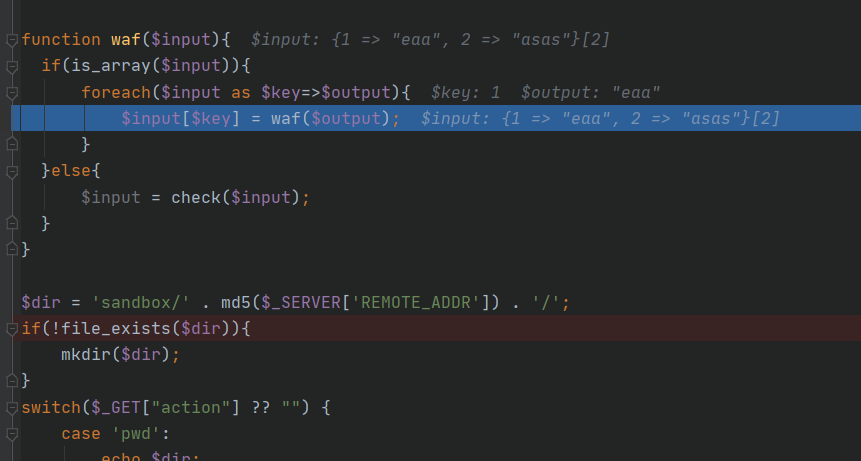 function waf($input){  $input: {1 => "eaa", 2 => "asas"}[2]
  if(is_array($input)){
      foreach($input as $key=>$output){  $key: 1  $output: "eaa"
          $input[$key] = waf($output);  $input: {1 => "eaa", 2 => "asas"}[2]
      }
  }else{
      $input = check($input);
  }
}
$dir = 'sandbox/' . md5($_SERVER['REMOTE_ADDR']) . '/';
if(!file_exists($dir)){
    mkdir($dir);
}
switch($_GET["action"] ?? "") {
    case 'pwd':
        echo $dir;